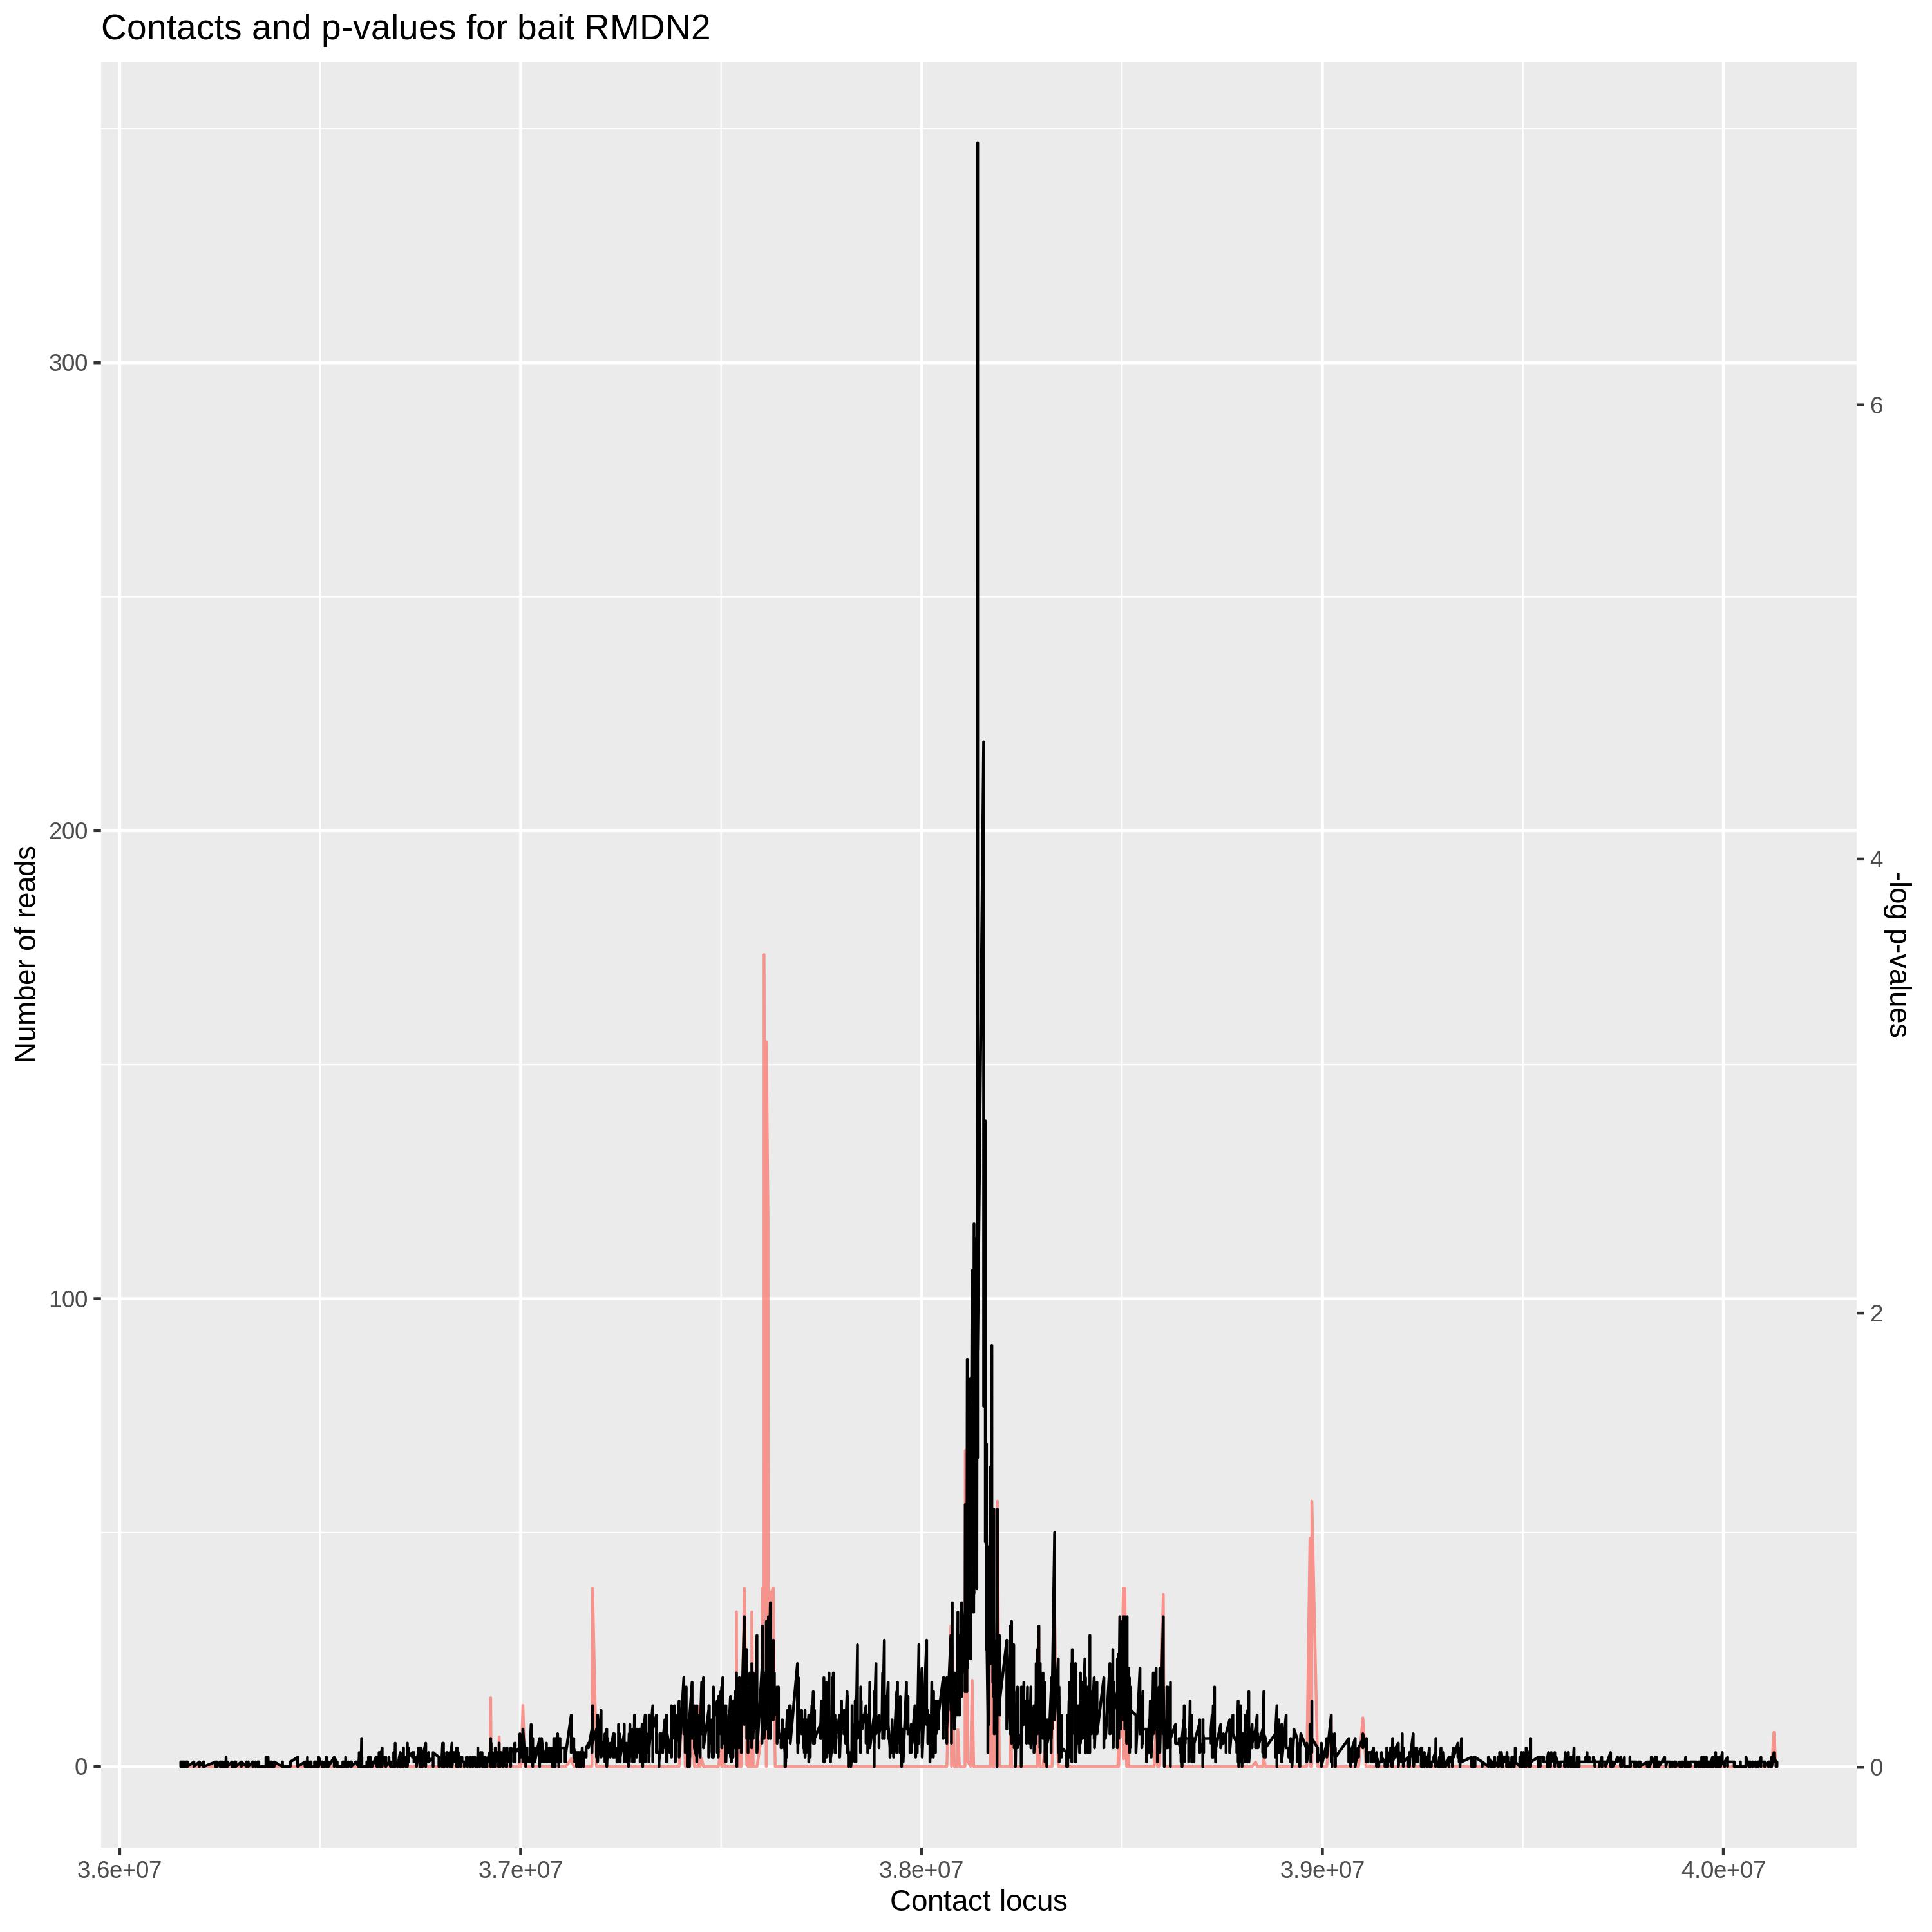 Contacts and p-values for bait RMDN2
300
200
100
0
Number of reads
6
4
2
0
-log p-values
3.6e+07
3.7e+07
3.8e+07
3.9e+07
4.0e+07
Contact locus